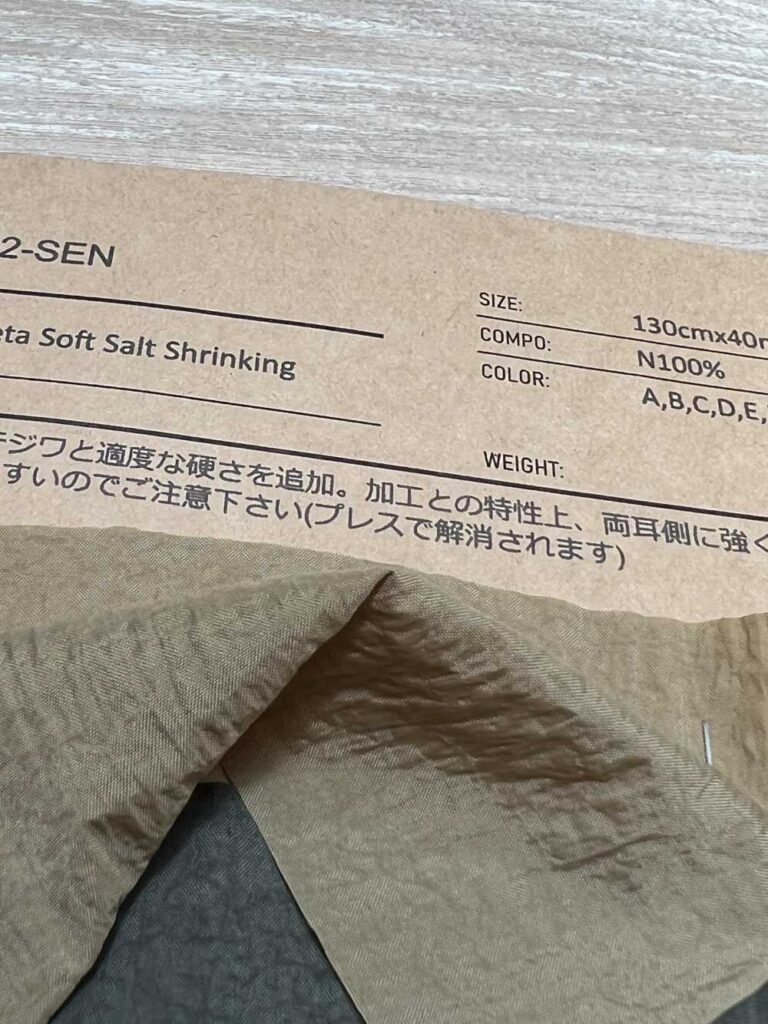 2-SEN
eta Soft Salt Shrinking
SIZE: 130cmx40m
COMPO: N100%
COLOR: A,B,C,D,E,
WEIGHT:
ジワと適度な硬さを追加。加工との特性上、両耳側に強く
すいのでご注意下さい(プレスで解消されます)